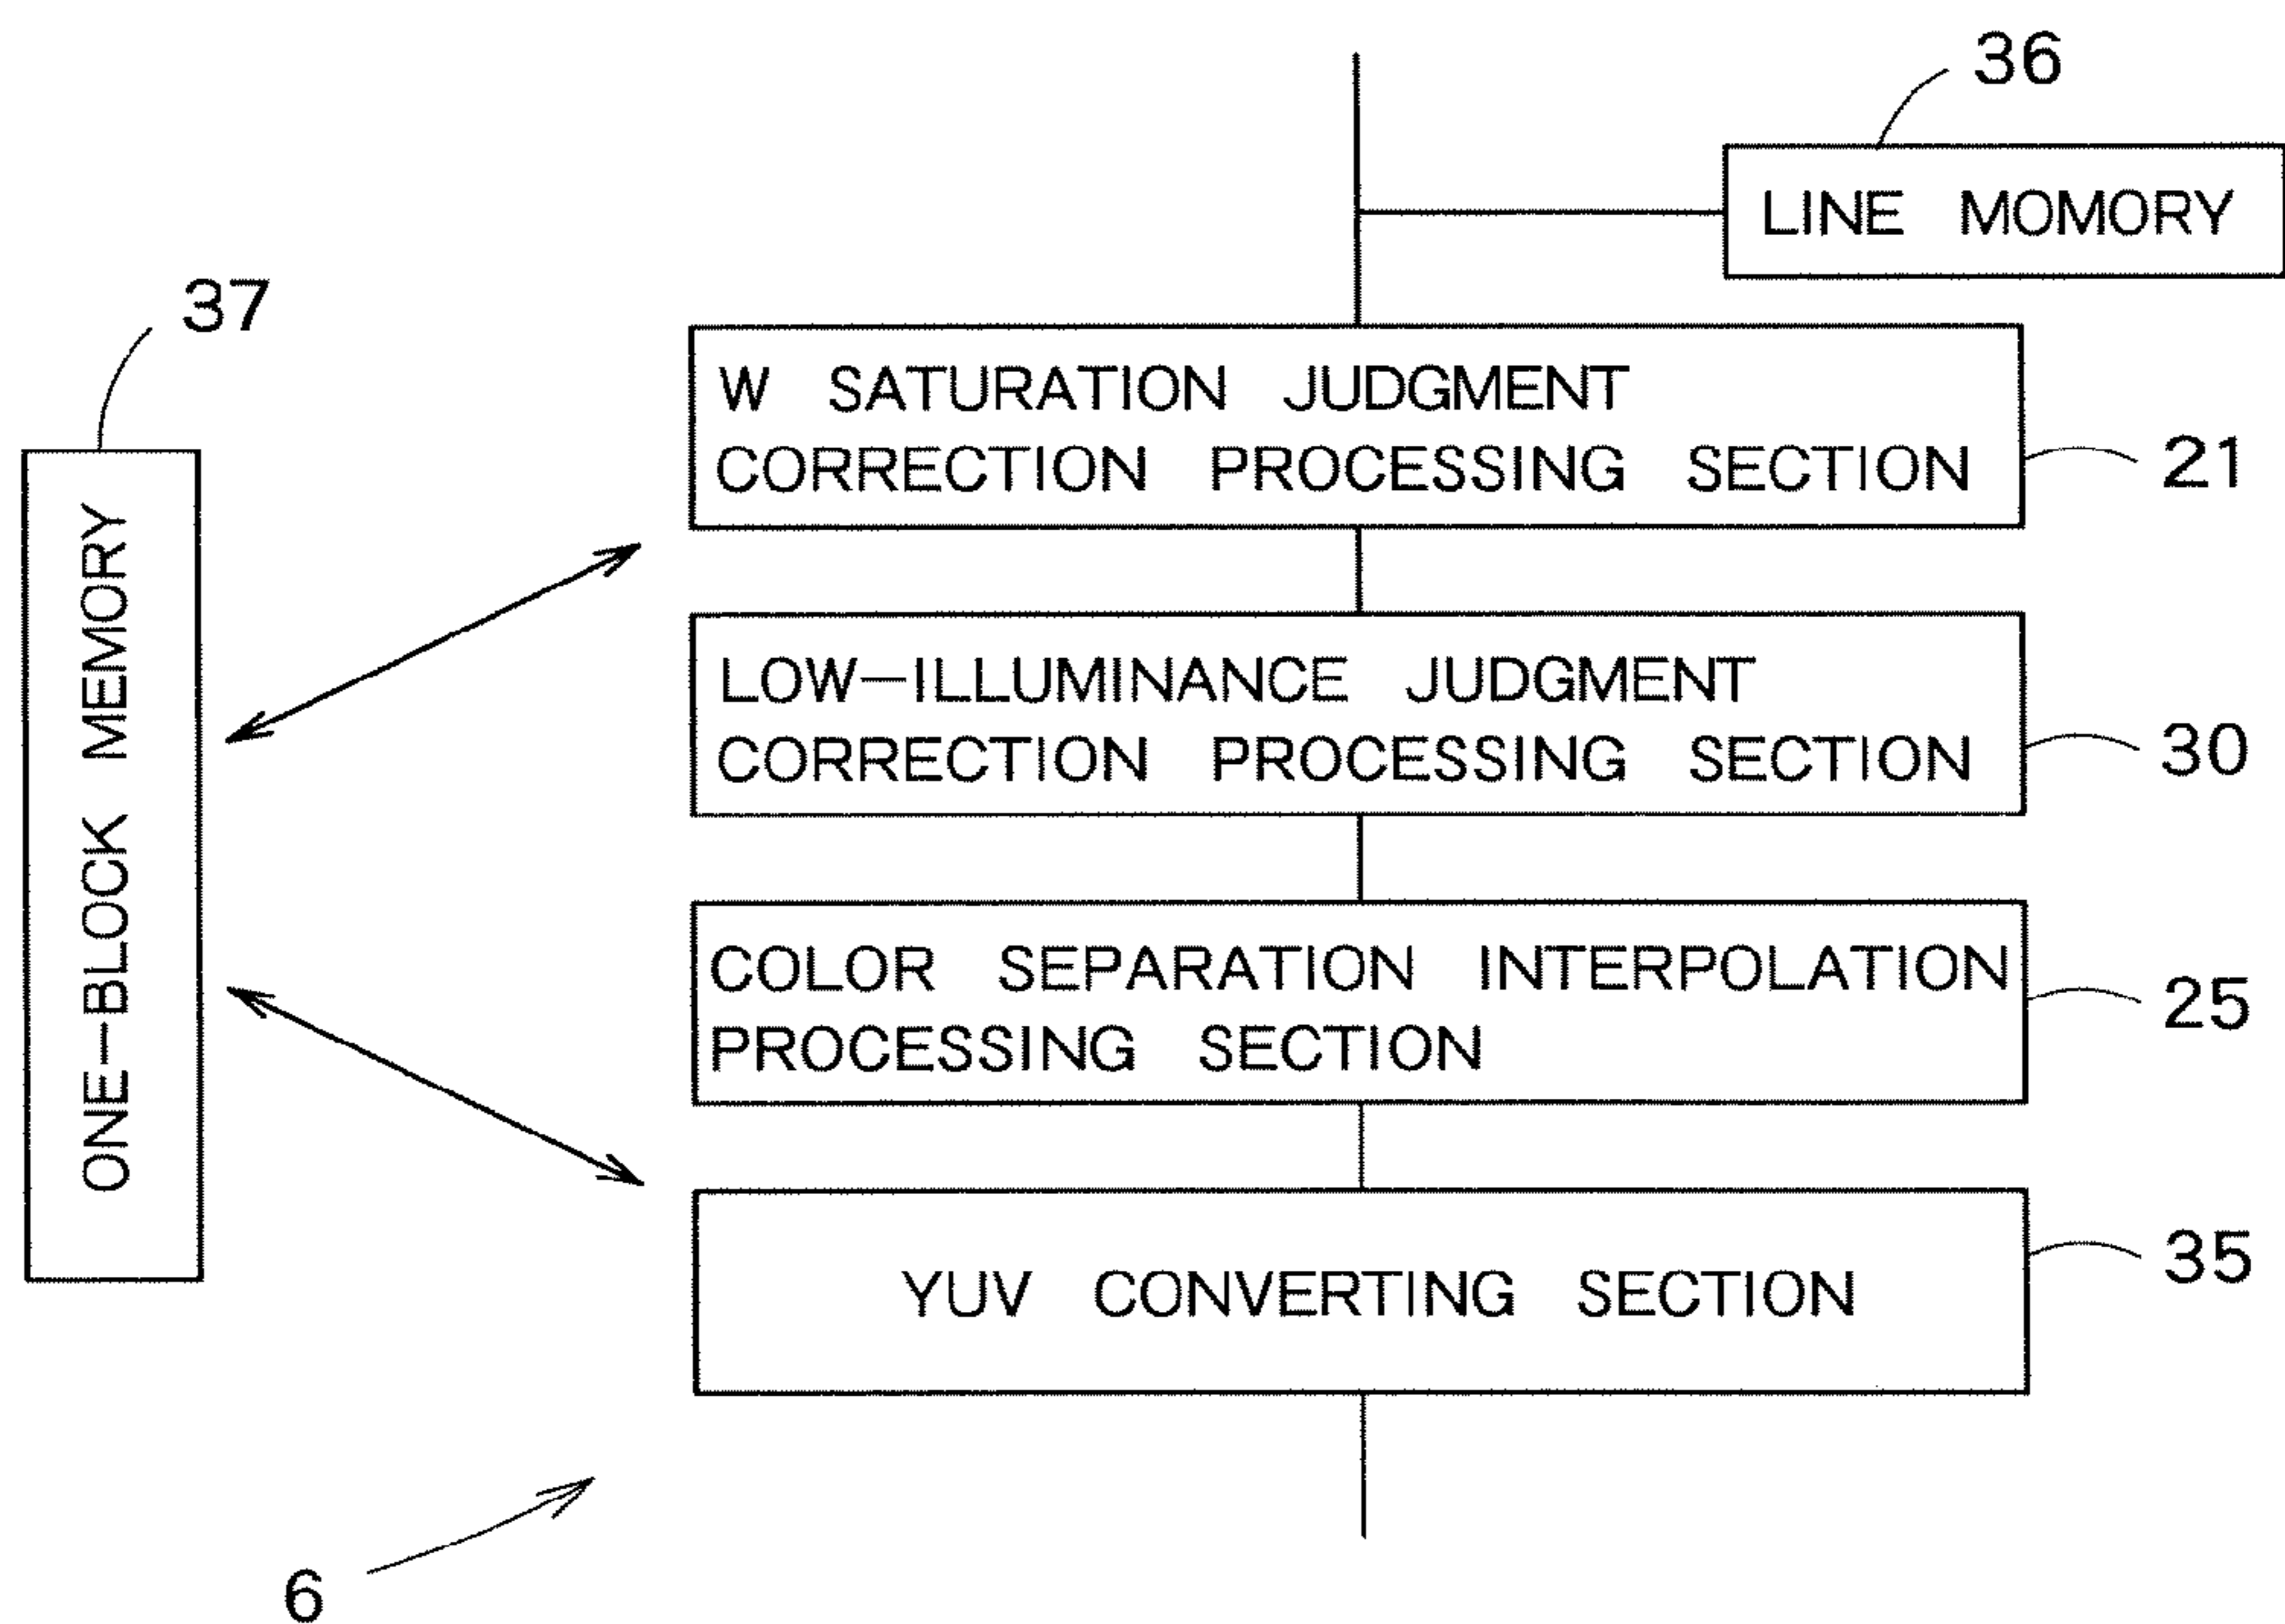 36
LINE MOMORY
37
W SATURATION JUDGMENT
CORRECTION PROCESSING SECTION
21
ONE-BLOCK MEMORY
LOW-ILLUMINANCE JUDGMENT
CORRECTION PROCESSING SECTION
30
COLOR SEPARATION INTERPOLATION
PROCESSING SECTION
25
YUV CONVERTING SECTION
35
6